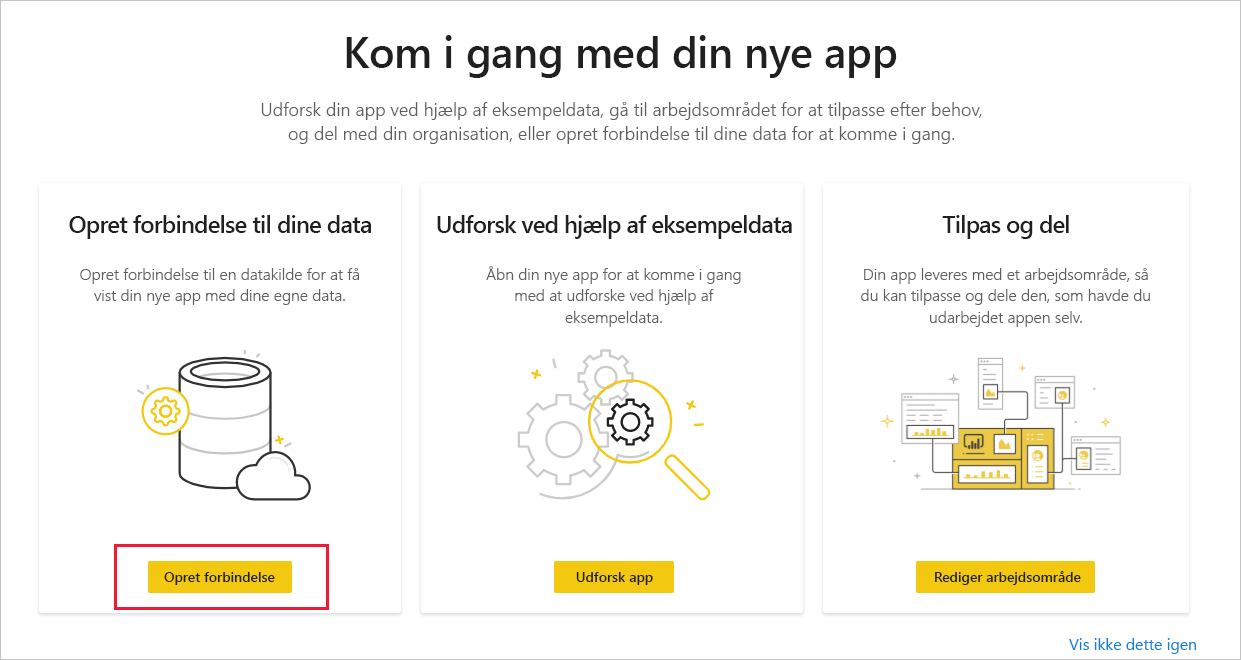 Kom i gang med din nye app
Udforsk din app ved hjælp af eksempeldata, gå til arbejdsområdet for at tilpasse efter behov,
og del med din organisation, eller opret forbindelse til dine data for at komme i gang.
Opret forbindelse til dine data
Opret forbindelse til en datakilde for at få
vist din nye app med dine egne data.
Opret forbindelse
Udforsk ved hjælp af eksempeldata
Åbn din nye app for at komme i gang
med at udforske ved hjælp af
eksempeldata.
Udforsk app
Tilpas og del
Din app leveres med et arbejdsområde, så
du kan tilpasse og dele den, som havde du
udarbejdet appen selv.
Rediger arbejdsområde
Vis ikke dette igen